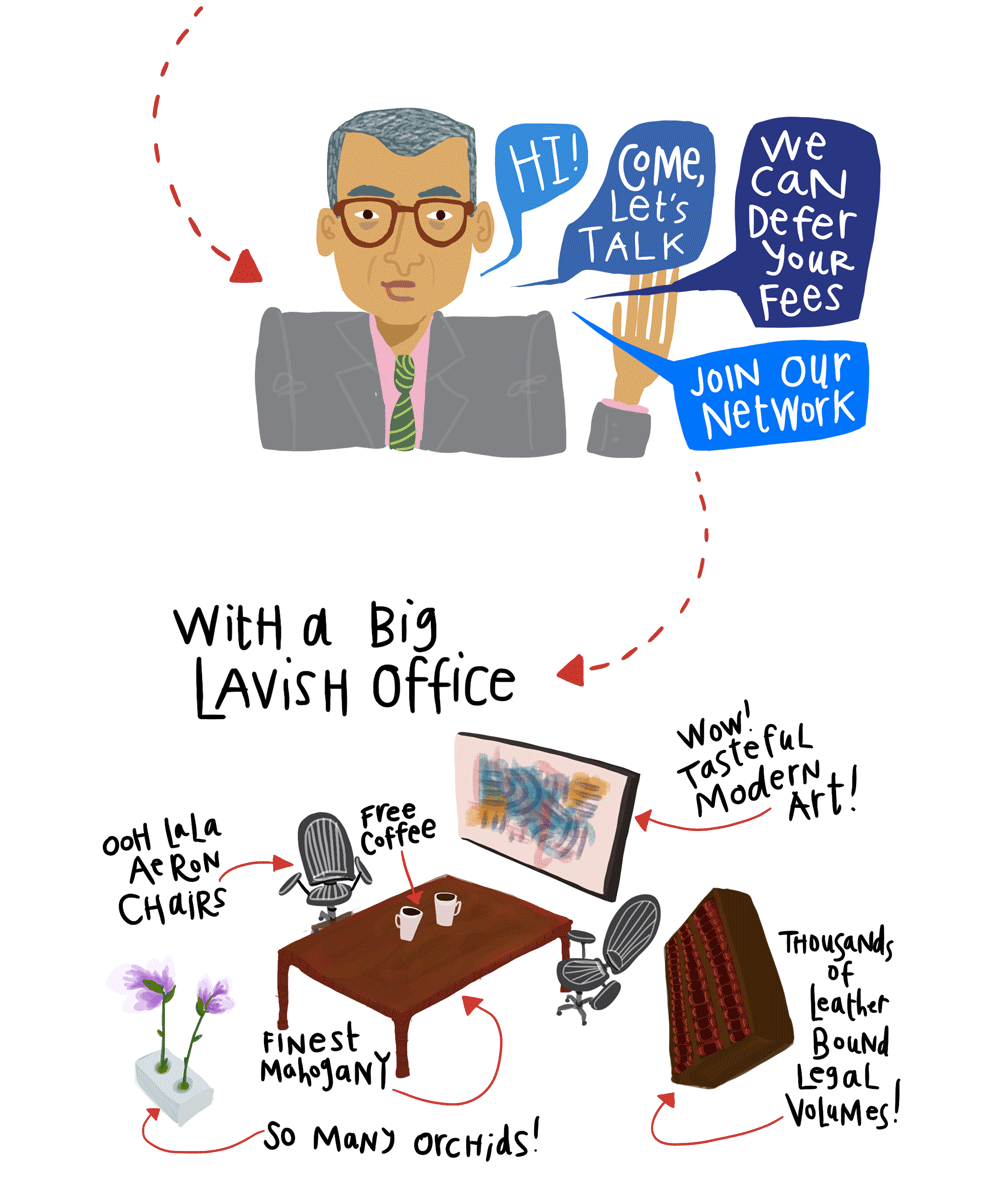 HI!
COME,
Let's
TALK
We
CaN
Defer
YOUR
Fees
JOIN OUr
NetWOrK
WitH a Big
LAVisH OfficE
WOW!
TasTefuL
MOderN
ArT!
Free
Coffee
OOH LaLa
AeRON
CHaiRS
THOUSaNds
of
Leather
BOuNd
LEgAL
VOLuMes!
FiNEst
MaHOgaNY
SO MaNy OrCHids!